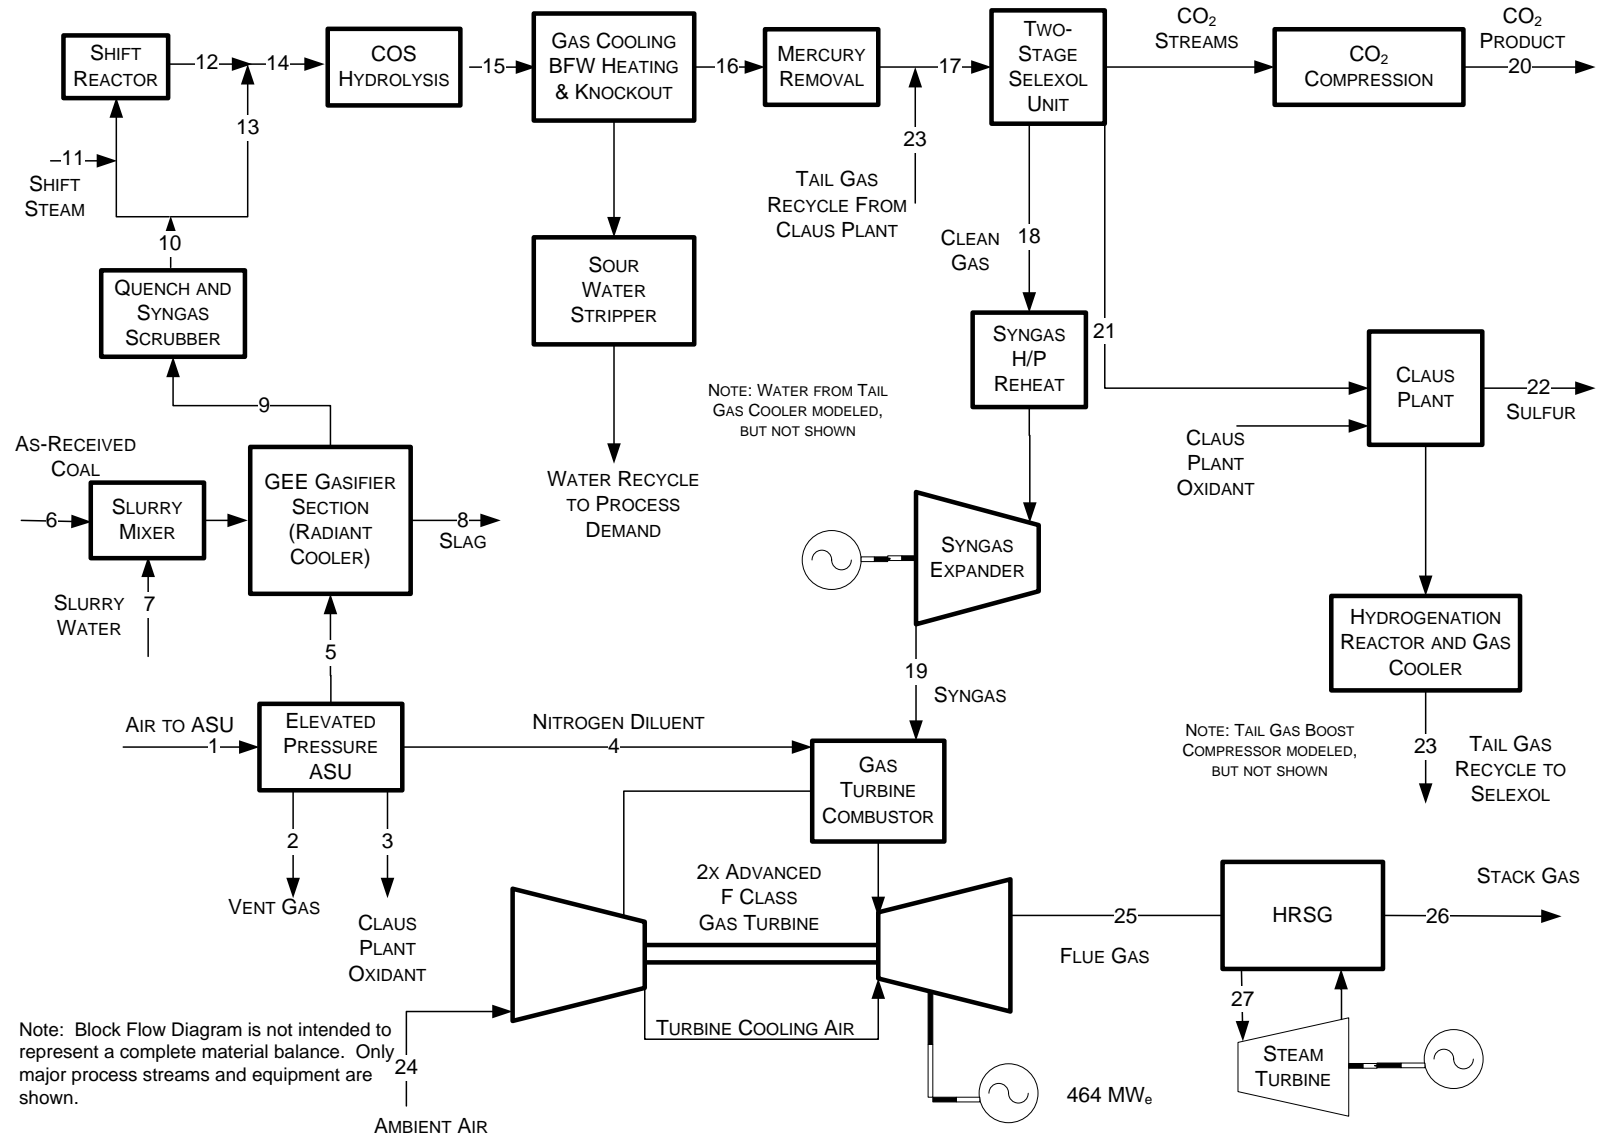 SHIFT
REACTOR
12
14
COS
HYDROLYSIS
15
GAS COOLING
BFW HEATING
& KNOCKOUT
16
MERCURY
REMOVAL
17
TWO-
STAGE
SELEXOL
UNIT
CO2
STREAMS
CO2
COMPRESSION
CO2
PRODUCT
20
13
11
SHIFT
STEAM
23
TAIL GAS
RECYCLE FROM
CLAUS PLANT
10
QUENCH AND
SYNGAS
SCRUBBER
SOUR
WATER
STRIPPER
CLEAN
GAS
18
SYNGAS
H/P
REHEAT
21
CLAUS
PLANT
22
SULFUR
NOTE: WATER FROM TAIL
GAS COOLER MODELED,
BUT NOT SHOWN
9
AS-RECEIVED
COAL
6
SLURRY
MIXER
GEE GASIFIER
SECTION
(RADIANT
COOLER)
8
SLAG
WATER RECYCLE
TO PROCESS
DEMAND
CLAUS
PLANT
OXIDANT
SYNGAS
EXPANDER
SLURRY
WATER
7
5
HYDROGENATION
REACTOR AND GAS
COOLER
19
SYNGAS
AIR TO ASU
1
ELEVATED
PRESSURE
ASU
NITROGEN DILUENT
4
GAS
TURBINE
COMBUSTOR
NOTE: TAIL GAS BOOST
COMPRESSOR MODELED,
BUT NOT SHOWN
23
TAIL GAS
RECYCLE TO
SELEXOL
2
3
VENT GAS
CLAUS
PLANT
OXIDANT
2X ADVANCED
F CLASS
GAS TURBINE
25
FLUE GAS
HRSG
STACK GAS
26
TURBINE COOLING AIR
27
STEAM
TURBINE
464 MWe
Note: Block Flow Diagram is not intended to
represent a complete material balance. Only
major process streams and equipment are
shown.
24
AMBIENT AIR